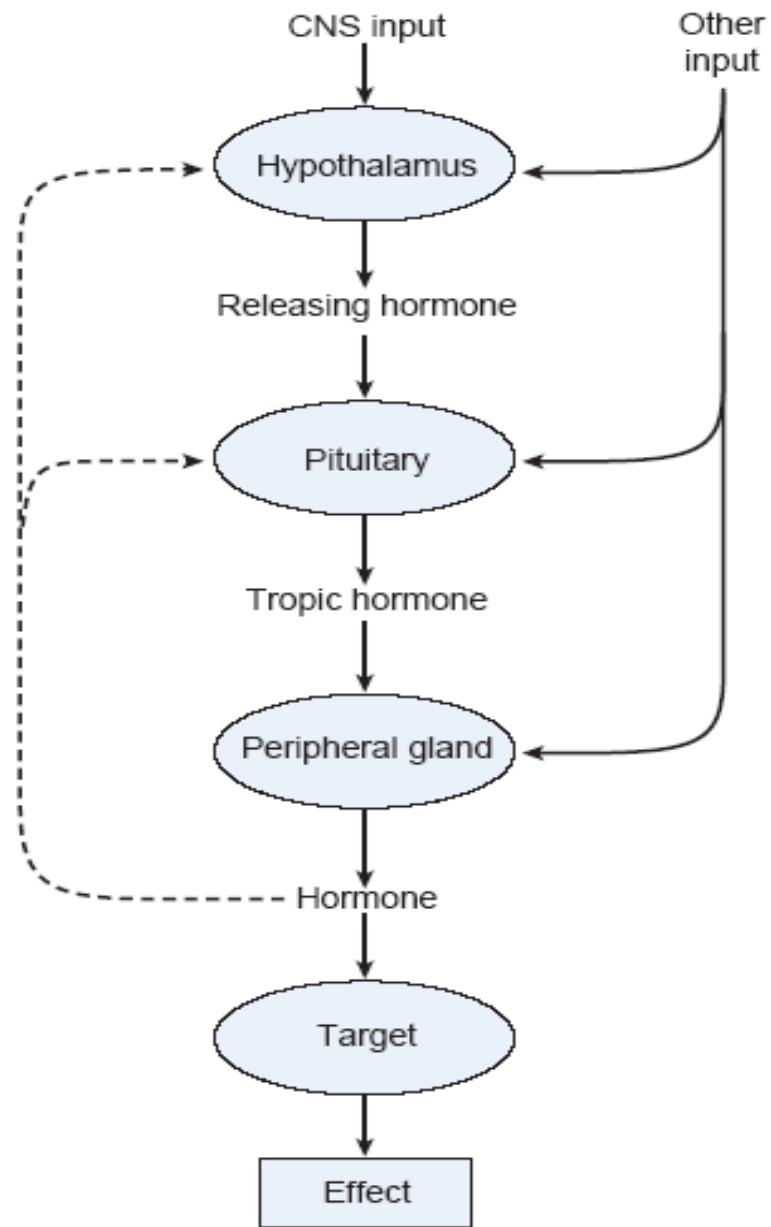 CNS input
Other
input
Hypothalamus
Releasing hormone
Pituitary
Tropic hormone
Peripheral gland
Hormone
Target
Effect